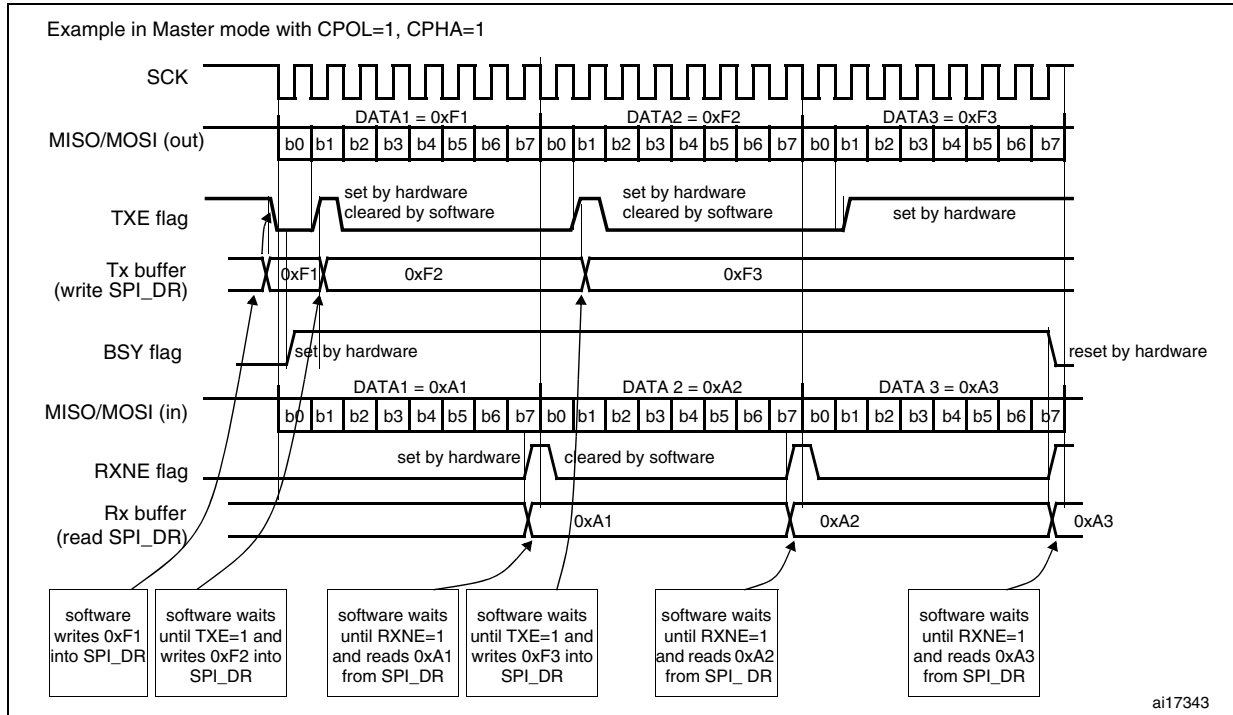 Example in Master mode with CPOL=1, CPHA=1
SCK
DATA1 = 0xF1
DATA2 = 0xF2
DATA3 = 0xF3
MISO/MOSI (out)
b0 b1 b2 b3 b4 b5 b6 b7 b0 b1 b2 b3 b4 b5 b6 b7 b0 b1 b2 b3 b4 b5 b6 b7
TXE flag
set by hardware
cleared by software
set by hardware
cleared by software
set by hardware
Tx buffer
(write SPI_DR)
0xF1
0xF2
0xF3
BSY flag
set by hardware
reset by hardware
DATA1 = 0xA1
DATA 2 = 0xA2
DATA 3 = 0xA3
MISO/MOSI (in)
b0 b1 b2 b3 b4 b5 b6 b7 b0 b1 b2 b3 b4 b5 b6 b7 b0 b1 b2 b3 b4 b5 b6 b7
RXNE flag
set by hardware
cleared by software
Rx buffer
(read SPI_DR)
0xA1
0xA2
0xA3
software
writes 0xF1
into SPI_DR
software waits
until TXE=1 and
writes 0xF2 into
SPI_DR
software waits
until RXNE=1
and reads 0xA1
from SPI_DR
software waits
until TXE=1 and
writes 0xF3 into
SPI_DR
software waits
until RXNE=1
and reads 0xA2
from SPI_ DR
software waits
until RXNE=1
and reads 0xA3
from SPI_DR
ai17343